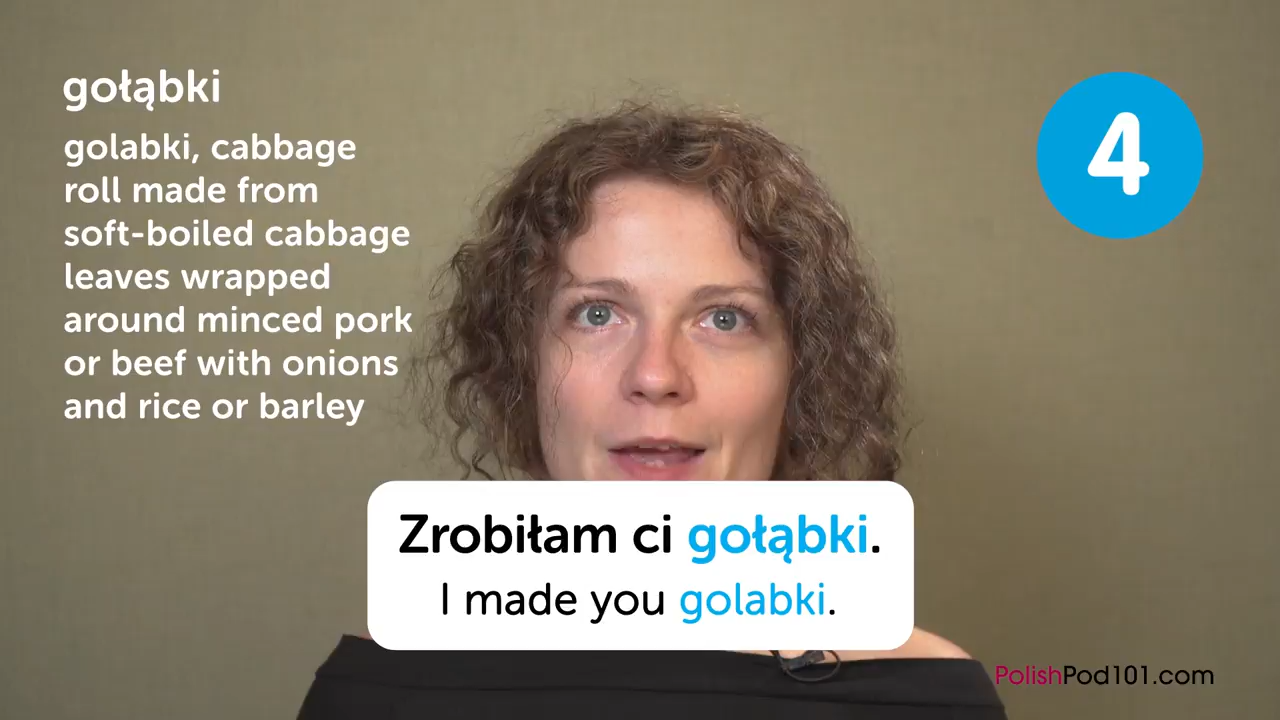 gołąbki
golabki, cabbage
roll made from
soft-boiled cabbage
leaves wrapped
around minced pork
or beef with onions
and rice or barley
4
Zrobiłam ci gołąbki.
I made you golabki.
PolishPod101.com